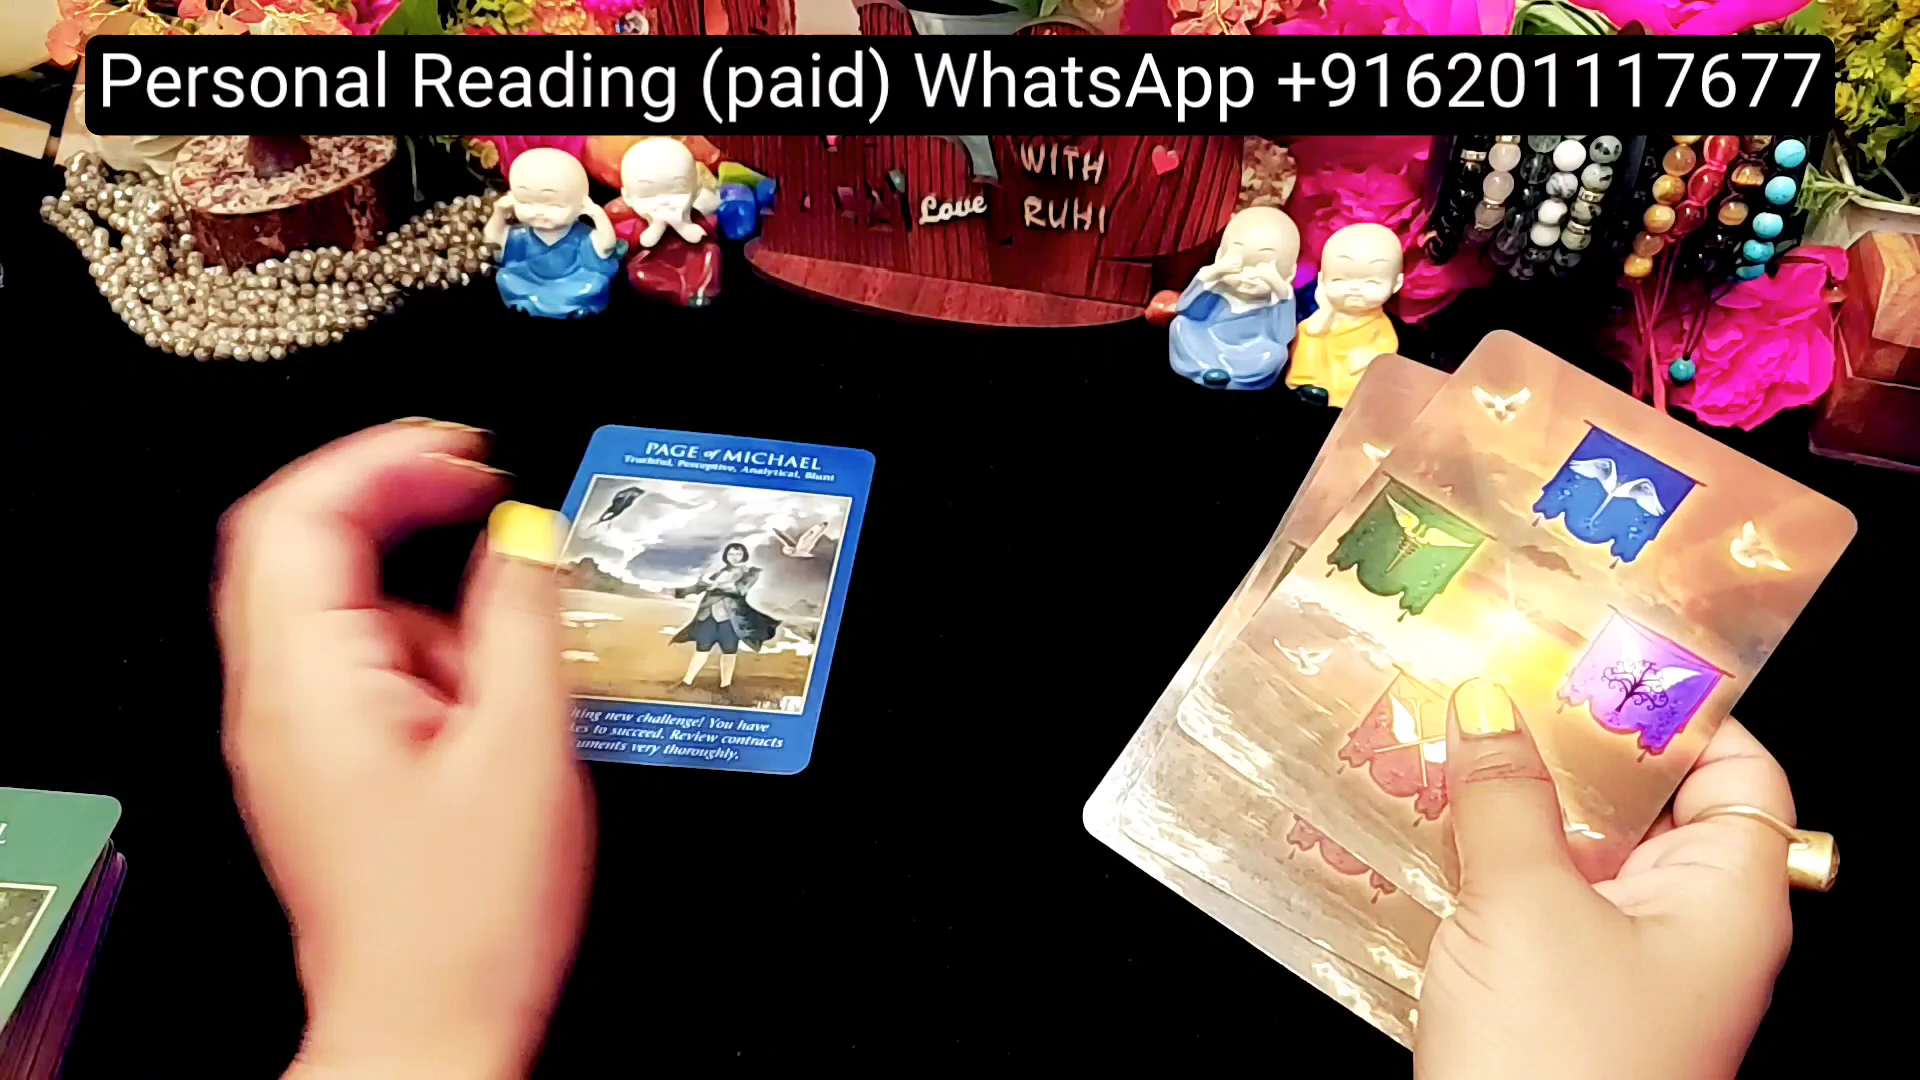 Personal Reading (paid) WhatsApp +916201117677
Love
WITH
RUHI
PAGE of MICHAEL
Truthful, Perceptive, Analytical, Blunt
new challenge! You have
to succeed. Review contracts
very thoroughly.